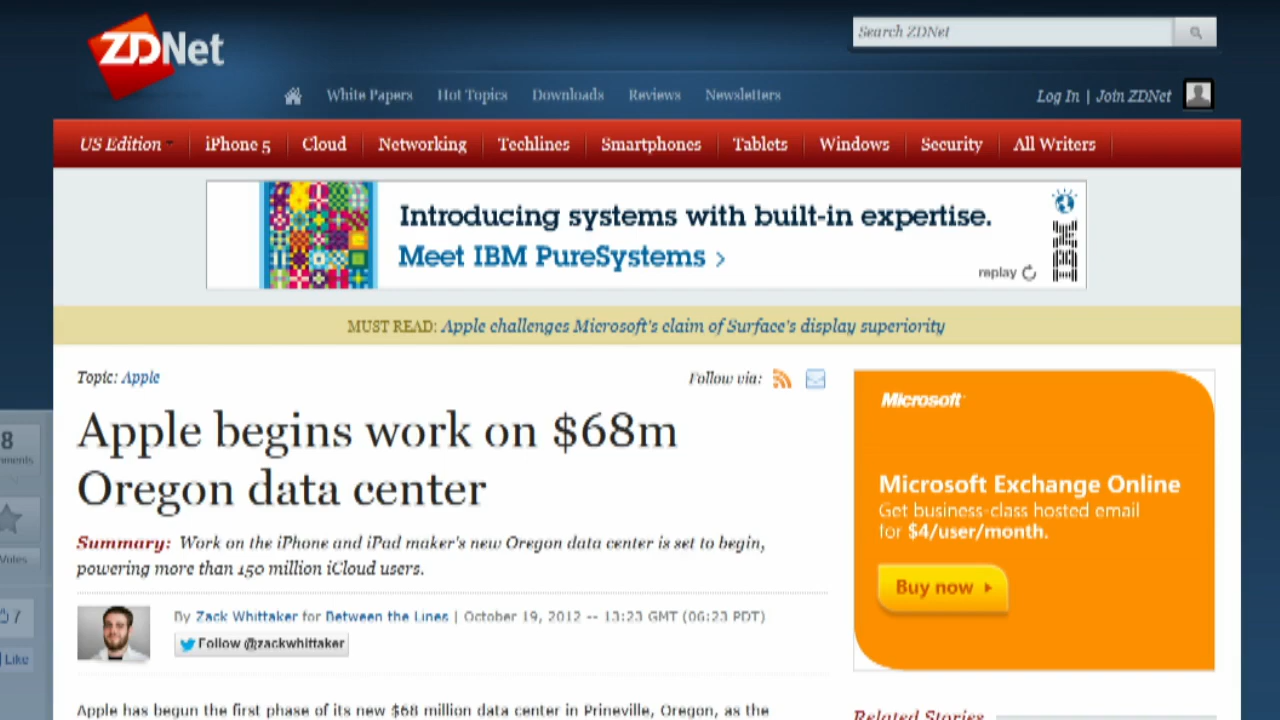 ZDNet
Search ZDNet
White Papers Hot Topics Downloads Reviews Newsletters
Log In | Join ZDNet
US Edition iPhone 5 Cloud Networking Techlines Smartphones Tablets Windows Security All Writers
Introducing systems with built-in expertise.
Meet IBM PureSystems >
replay
IBM
MUST READ: Apple challenges Microsoft's claim of Surface's display superiority
Topic: Apple
Follow via:
Apple begins work on $68m
Oregon data center
Summary: Work on the iPhone and iPad maker's new Oregon data center is set to begin,
powering more than 150 million iCloud users.
By Zack Whittaker for Between the Lines | October 19, 2012 -- 13:23 GMT (06:23 PDT)
Follow @zackwhittaker
Apple has begun the first phase of its new $68 million data center in Prineville, Oregon, as the
8
Votes
7
Like
Microsoft
Microsoft Exchange Online
Get business-class hosted email
for $4/user/month.
Buy now
Related Stories